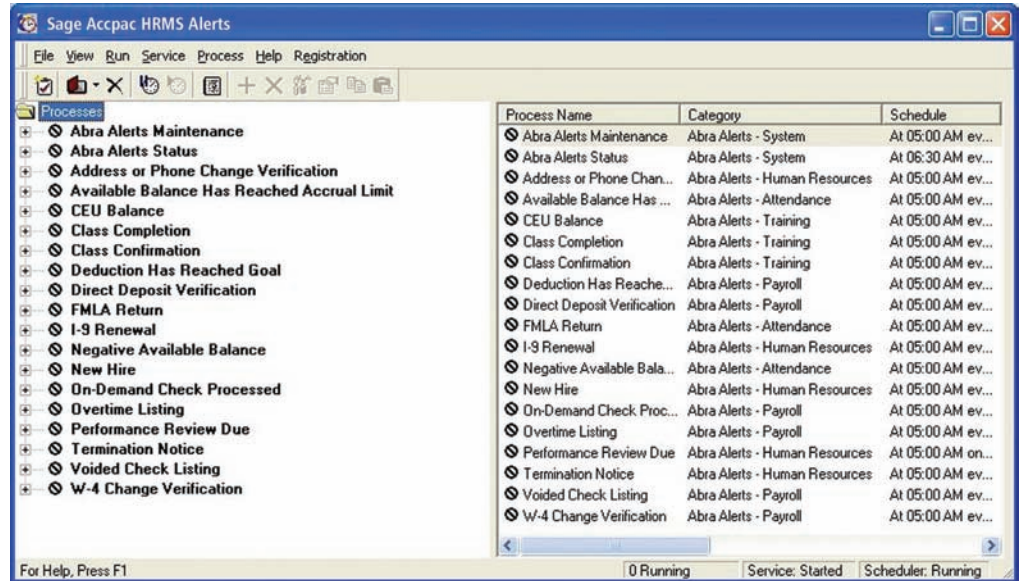 Sage Accpac HRMS Alerts
File View Run Service Process Help Registration
Processes
Abra Alerts Maintenance
Abra Alerts Status
Address or Phone Change Verification
Available Balance Has Reached Accrual Limit
CEU Balance
Class Completion
Class Confirmation
Deduction Has Reached Goal
Direct Deposit Verification
FMLA Return
I-9 Renewal
Negative Available Balance
New Hire
On-Demand Check Processed
Overtime Listing
Performance Review Due
Termination Notice
Voided Check Listing
W-4 Change Verification
Process Name Category Schedule
Abra Alerts Maintenance Abra Alerts - System At 05:00 AM ev...
Abra Alerts Status Abra Alerts - System At 06:30 AM ev...
Address or Phone Chan... Abra Alerts - Human Resources At 05:00 AM ev...
Available Balance Has ... Abra Alerts - Attendance At 05:00 AM ev...
CEU Balance Abra Alerts - Training At 05:00 AM ev...
Class Completion Abra Alerts - Training At 05:00 AM ev...
Class Confirmation Abra Alerts - Training At 05:00 AM ev...
Deduction Has Reache... Abra Alerts - Payroll At 05:00 AM ev...
Direct Deposit Verification Abra Alerts - Payroll At 05:00 AM ev...
FMLA Return Abra Alerts - Attendance At 05:00 AM ev...
I-9 Renewal Abra Alerts - Human Resources At 05:00 AM ev...
Negative Available Bala... Abra Alerts - Attendance At 05:00 AM ev...
New Hire Abra Alerts - Human Resources At 05:00 AM ev...
On-Demand Check Proc... Abra Alerts - Payroll At 05:00 AM ev...
Overtime Listing Abra Alerts - Payroll At 05:00 AM ev...
Performance Review Due Abra Alerts - Human Resources At 05:00 AM on...
Termination Notice Abra Alerts - Human Resources At 05:00 AM ev...
Voided Check Listing Abra Alerts - Payroll At 05:00 AM ev...
W-4 Change Verification Abra Alerts - Payroll At 05:00 AM ev...
For Help, Press F1 0 Running Service: Started Scheduler: Running